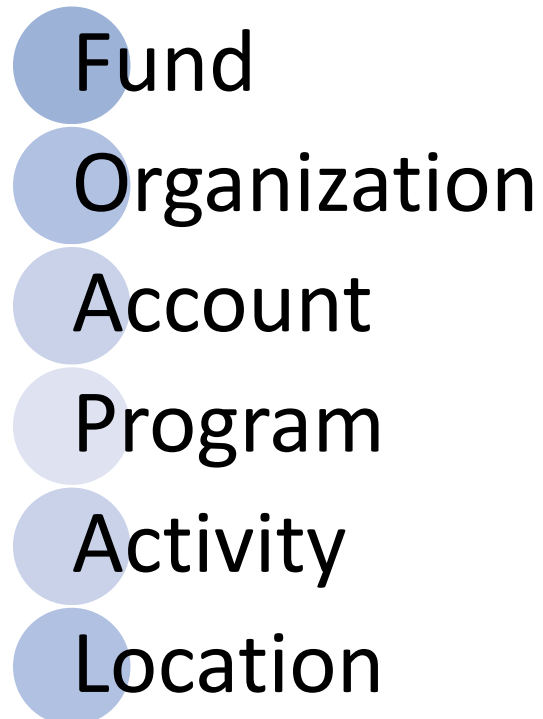 Fund
Organization
Account
Program
Activity
Location